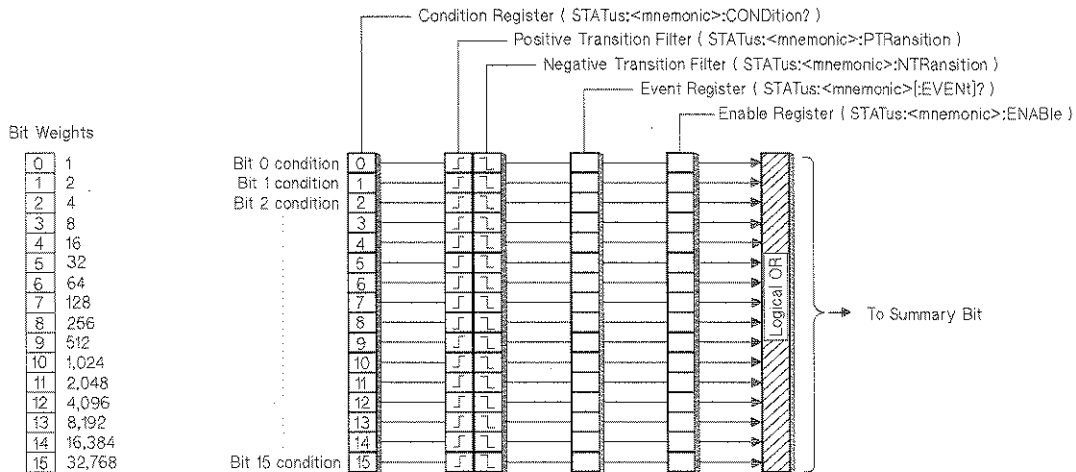 Condition Register ( STATus:<mnemonic>:CONDition? )
Positive Transition Filter ( STATus:<mnemonic>:PTRansition )
Negative Transition Filter ( STATus:<mnemonic>:NTRansition )
Event Register ( STATus:<mnemonic>[:EVENt]? )
Enable Register ( STATus:<mnemonic>:ENABle )
Bit Weights
0 1
1 2
2 4
3 8
4 16
5 32
6 64
7 128
8 256
9 512
10 1,024
11 2,048
12 4,096
13 8,192
14 16,384
15 32,768
Bit 0 condition 0
Bit 1 condition 1
Bit 2 condition 2
3
4
5
6
7
8
9
10
11
12
13
14
Bit 15 condition 15
Logical OR
To Summary Bit